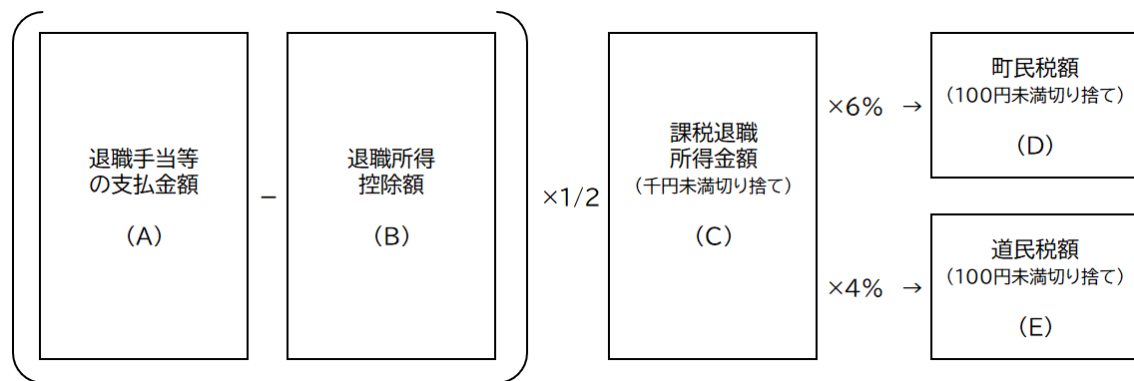 退職手当等
の支払金額
（A）
－
退職所得
控除額
（B）
×1/2
課税退職
所得金額
（千円未満切り捨て）
（C）
×6% →
町民税額
（100円未満切り捨て）
（D）
×4% →
道民税額
（100円未満切り捨て）
（E）